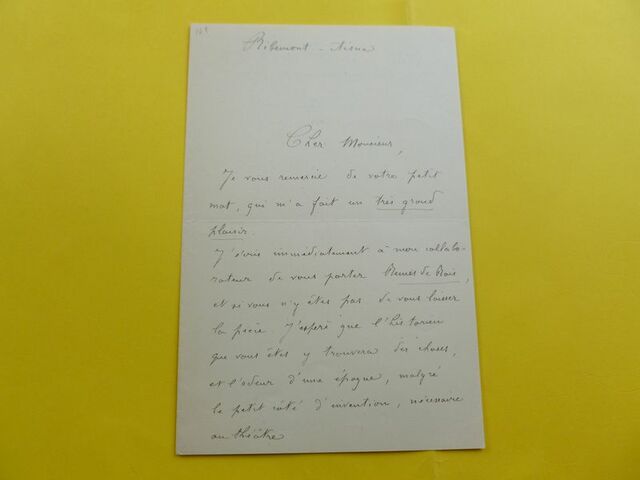 Ribemont - Aisne
Cher Monsieur,
Je vous remercie de votre petit
mot, qui m'a fait un très grand
plaisir.
J'écris immédiatement à mon collabo-
rateur de vous porter
et si vous n'y êtes pas de vous laisser
la pièce. J'espère que l'historien
que vous êtes y trouvera des choses,
et l'odeur d'une époque, malgré
le petit côté d'invention, nécessaire
au théâtre